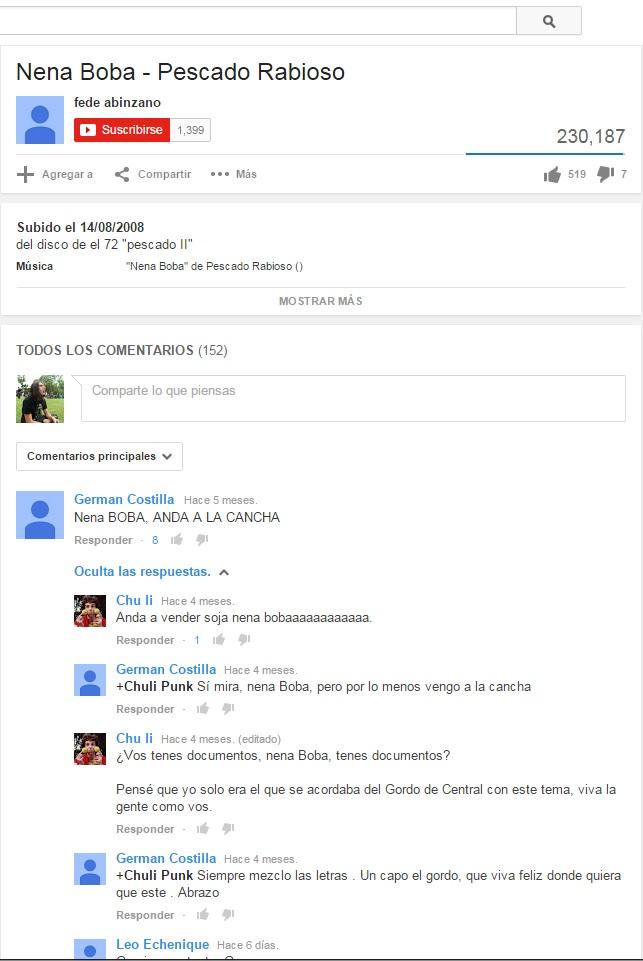 Nena Boba - Pescado Rabioso
fede abinzano
Suscribirse 1,399
230,187
Agregar a Compartir Más 519 7
Subido el 14/08/2008
del disco de el 72 "pescado II"
Música "Nena Boba" de Pescado Rabioso ()
MOSTRAR MÁS
TODOS LOS COMENTARIOS (152)
Comparte lo que piensas
Comentarios principales
German Costilla Hace 5 meses.
Nena BOBA, ANDA A LA CANCHA
Responder · 8
Oculta las respuestas.
Chu li Hace 4 meses.
Anda a vender soja nena bobaaaaaaaaaaaa.
Responder · 1
German Costilla Hace 4 meses.
+Chuli Punk Sí mira, nena Boba, pero por lo menos vengo a la cancha
Responder ·
Chu li Hace 4 meses. (editado)
¿Vos tenes documentos, nena Boba, tenes documentos?
Pensé que yo solo era el que se acordaba del Gordo de Central con este tema, viva la
gente como vos.
Responder ·
German Costilla Hace 4 meses.
+Chuli Punk Siempre mezclo las letras . Un capo el gordo, que viva feliz donde quiera
que este . Abrazo
Responder ·
Leo Echenique Hace 6 días.